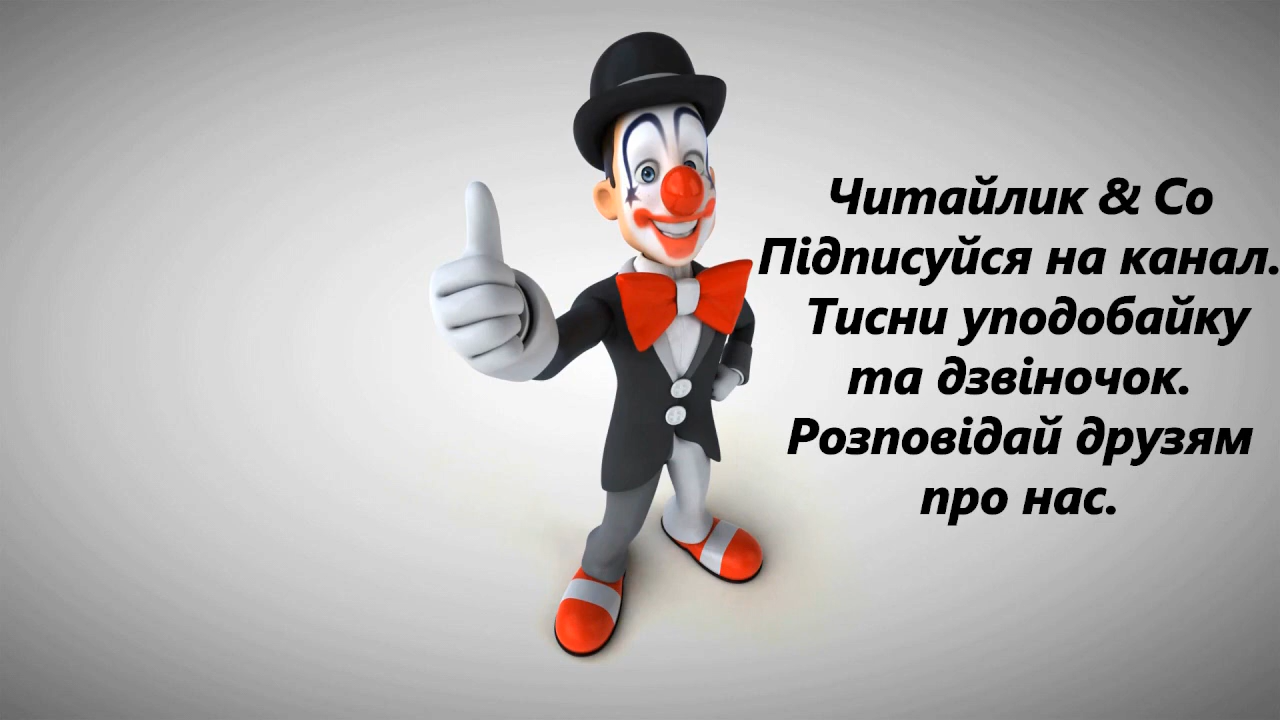 Читайлик & Co
Підписуйся на канал.
Тисни уподобайку
та дзвіночок.
Розповідай друзям
про нас.